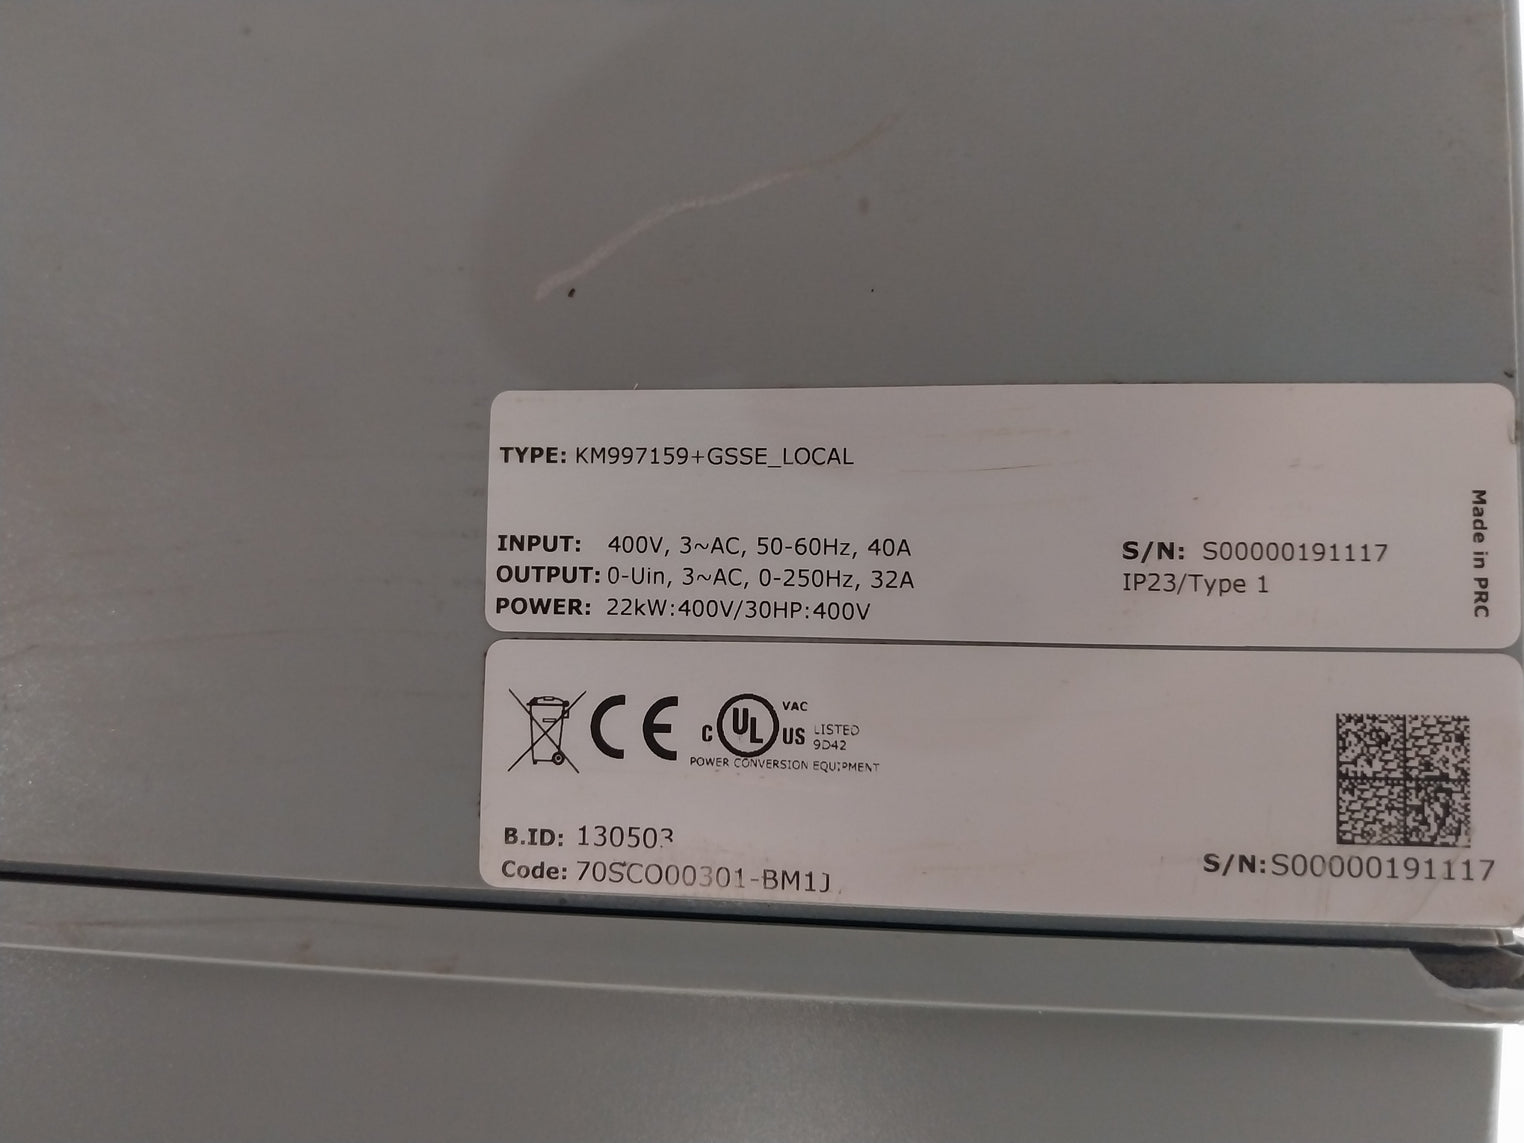 TYPE: KM997159+GSSE_LOCAL
INPUT: 400V, 3~AC, 50-60Hz, 40A
OUTPUT: 0-Uin, 3~AC, 0-250Hz, 32A
POWER: 22kW:400V/30HP:400V
S/N: S00000191117
IP23/Type 1
Made in PRC
CE
C UL US VAC
LISTED
9D42
POWER CONVERSION EQUIPMENT
B.ID: 130503
Code: 70SCO00301-BM1J
S/N:S00000191117